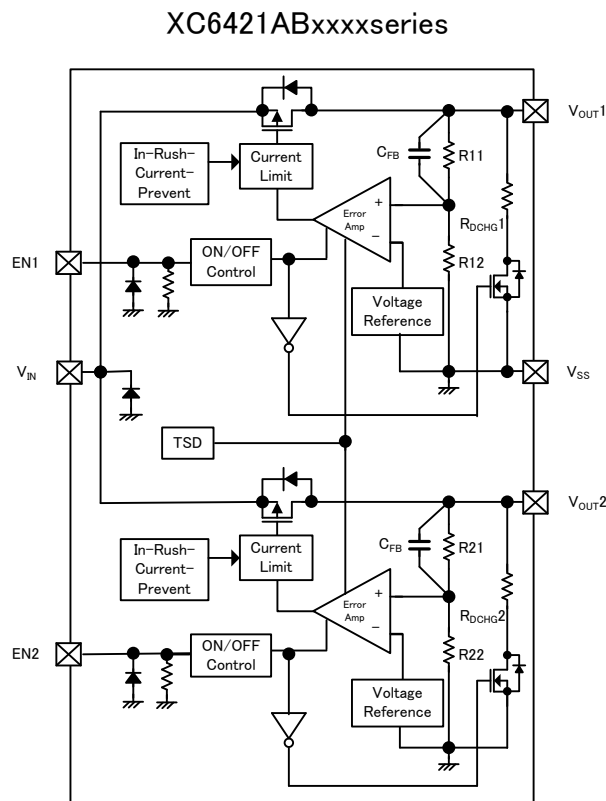 XC6421ABxxxxseries
VOUT1
CFB
R11
In-Rush-
Current-
Prevent
Current
Limit
+
Error
Amp
-
RDCHG1
EN1
ON/OFF
Control
R12
Voltage
Reference
VIN
VSS
TSD
VOUT2
CFB
R21
In-Rush-
Current-
Prevent
Current
Limit
+
Error
Amp
-
RDCHG2
EN2
ON/OFF
Control
R22
Voltage
Reference